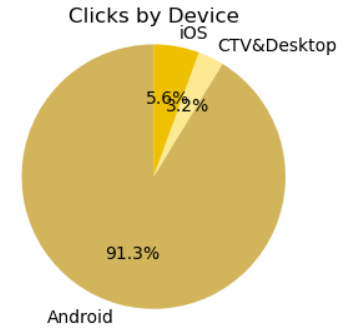 Clicks by Device
iOS
CTV&Desktop
5.6%
3.2%
91.3%
Android